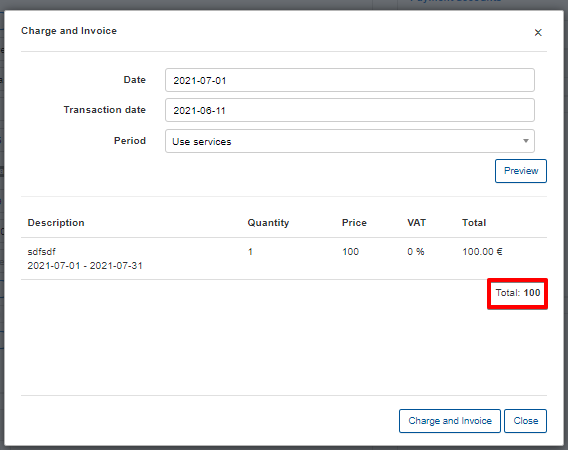 Payment accounts
Charge and Invoice
×
Date 2021-07-01
Transaction date 2021-06-11
Period Use services
Preview
Description Quantity Price VAT Total
sdfsdf 1 100 0 % 100.00 €
2021-07-01 - 2021-07-31
Total: 100
Charge and Invoice Close